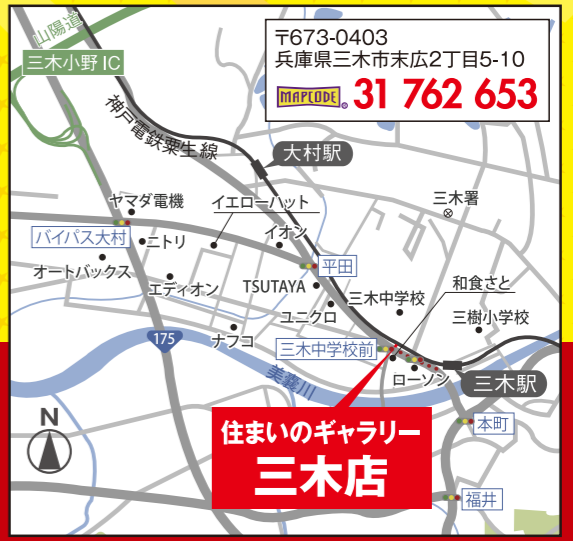 山陽道
三木小野IC
〒673-0403
兵庫県三木市末広2丁目5-10
MAPCODE® 31 762 653
神戸電鉄粟生線
大村駅
三木署
ヤマダ電機
イエローハット
バイパス大村
ニトリ
イオン
オートバックス
エディオン
平田
TSUTAYA
和食さと
三木中学校
ユニクロ
三樹小学校
175
ナフコ
三木中学校前
ローソン
三木駅
美嚢川
住まいのギャラリー
三木店
本町
福井
N